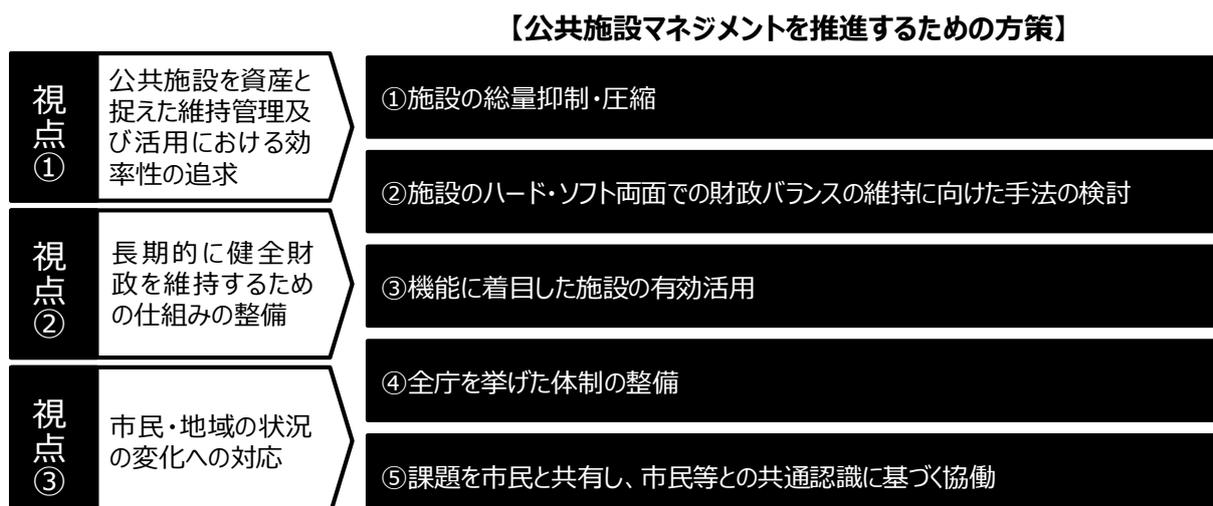 【公共施設マネジメントを推進するための方策】
視点①
公共施設を資産と
捉えた維持管理及
び活用における効
率性の追求
視点②
長期的に健全財
政を維持するため
の仕組みの整備
視点③
市民・地域の状況
の変化への対応
①施設の総量抑制・圧縮
②施設のハード・ソフト両面での財政バランスの維持に向けた手法の検討
③機能に着目した施設の有効活用
④全庁を挙げた体制の整備
⑤課題を市民と共有し、市民等との共通認識に基づく協働